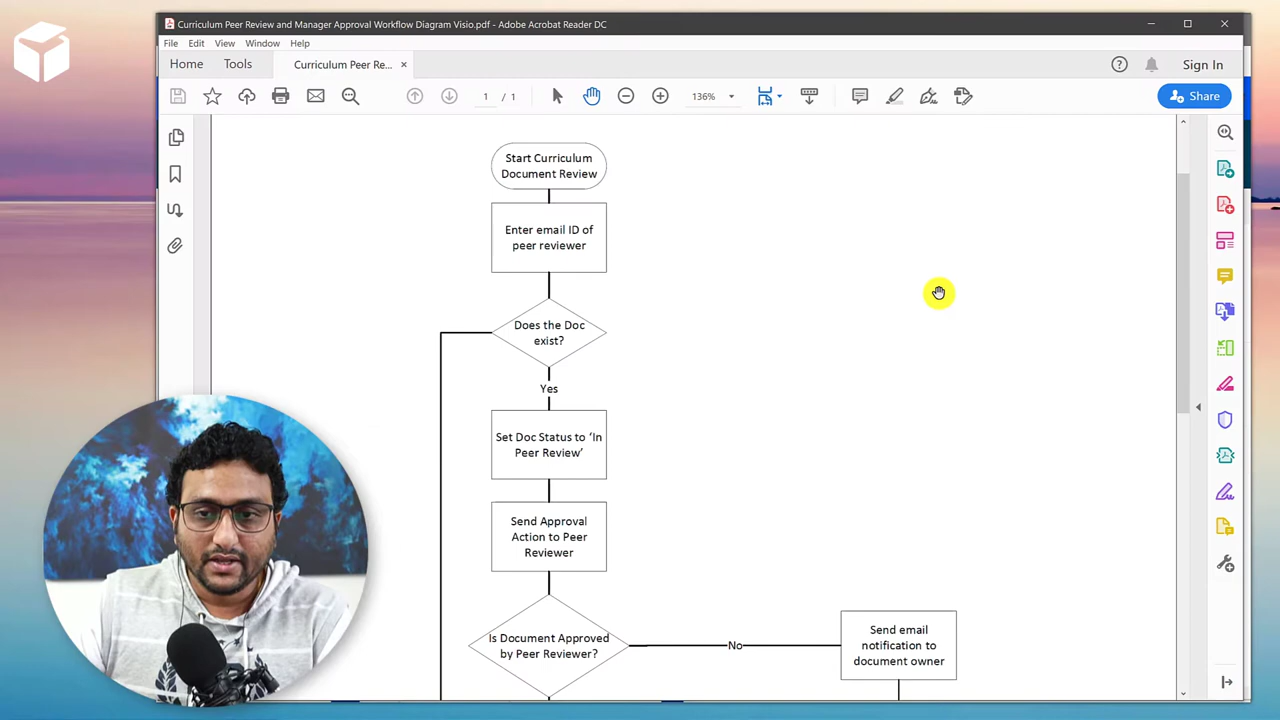 Curriculum Peer Review and Manager Approval Workflow Diagram Visio.pdf - Adobe Acrobat Reader DC
File Edit View Window Help
Home Tools Curriculum Peer Re... × Sign In
1 / 1 136% Share
Start Curriculum
Document Review
Enter email ID of
peer reviewer
Does the Doc
exist?
Yes
Set Doc Status to ‘In
Peer Review’
Send Approval
Action to Peer
Reviewer
Is Document Approved
by Peer Reviewer?
No
Send email
notification to
document owner